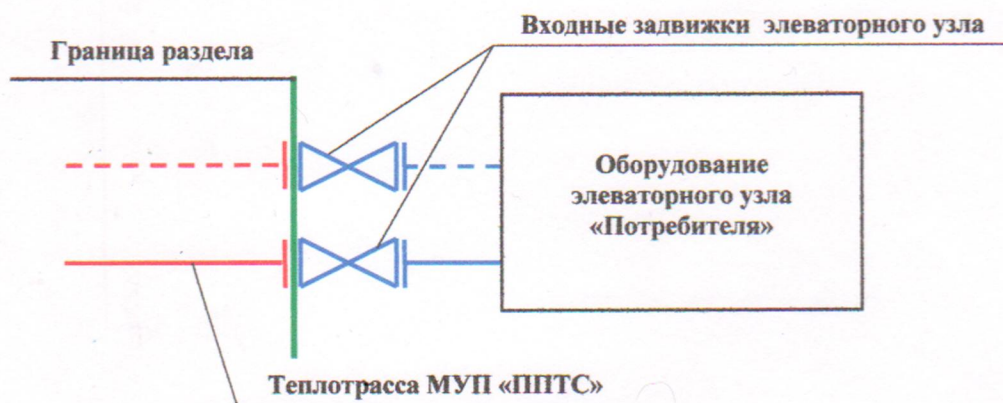 Входные задвижки элеваторного узла
Граница раздела
Оборудование
элеваторного узла
«Потребителя»
Теплотрасса МУП «ППТС»